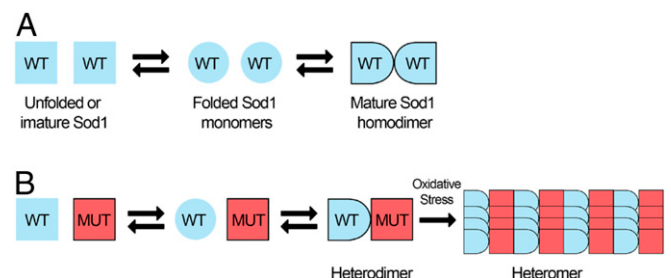 A
WT WT WT WT WT WT
Unfolded or
imature Sod1
Folded Sod1
monomers
Mature Sod1
homodimer
B
Oxidative
Stress
WT MUT WT MUT WT MUT
Heterodimer
Heteromer